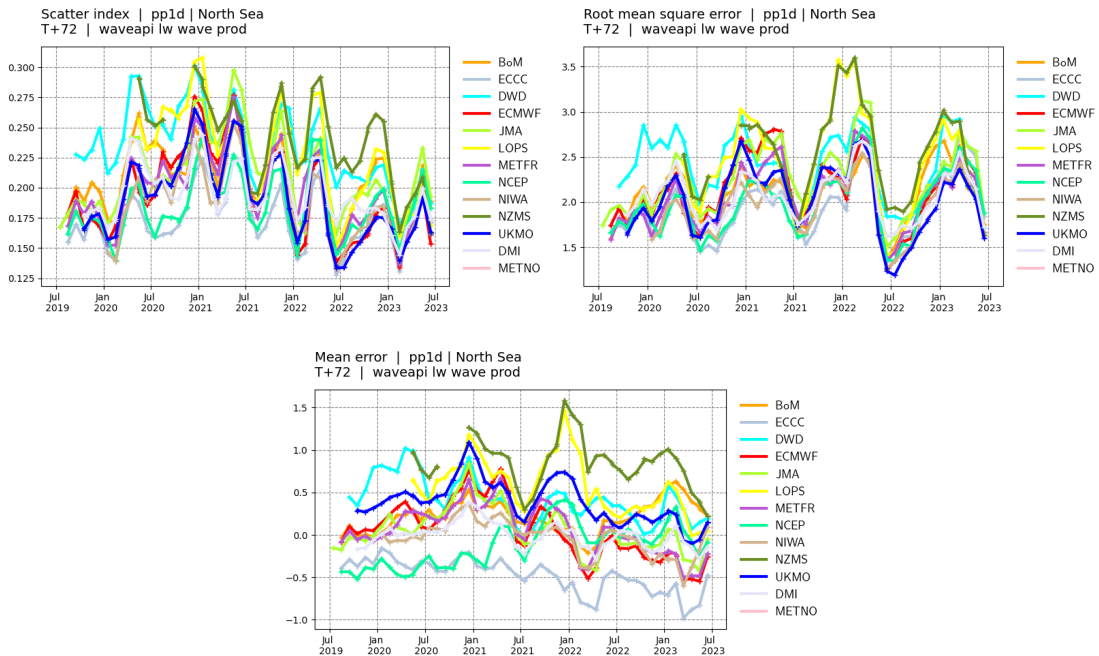 Scatter index | pp1d | North Sea
T+72 | waveapi lw wave prod
0.300
0.275
0.250
0.225
0.200
0.175
0.150
0.125
Jul 2019
Jan 2020
Jul 2020
Jan 2021
Jul 2021
Jan 2022
Jul 2022
Jan 2023
Jul 2023
BoM
ECCC
DWD
ECMWF
JMA
LOPS
METFR
NCEP
NIWA
NZMS
UKMO
DMI
METNO
Root mean square error | pp1d | North Sea
T+72 | waveapi lw wave prod
3.5
3.0
2.5
2.0
1.5
Jul 2019
Jan 2020
Jul 2020
Jan 2021
Jul 2021
Jan 2022
Jul 2022
Jan 2023
Jul 2023
BoM
ECCC
DWD
ECMWF
JMA
LOPS
METFR
NCEP
NIWA
NZMS
UKMO
DMI
METNO
Mean error | pp1d | North Sea
T+72 | waveapi lw wave prod
1.5
1.0
0.5
0.0
−0.5
−1.0
Jul 2019
Jan 2020
Jul 2020
Jan 2021
Jul 2021
Jan 2022
Jul 2022
Jan 2023
Jul 2023
BoM
ECCC
DWD
ECMWF
JMA
LOPS
METFR
NCEP
NIWA
NZMS
UKMO
DMI
METNO